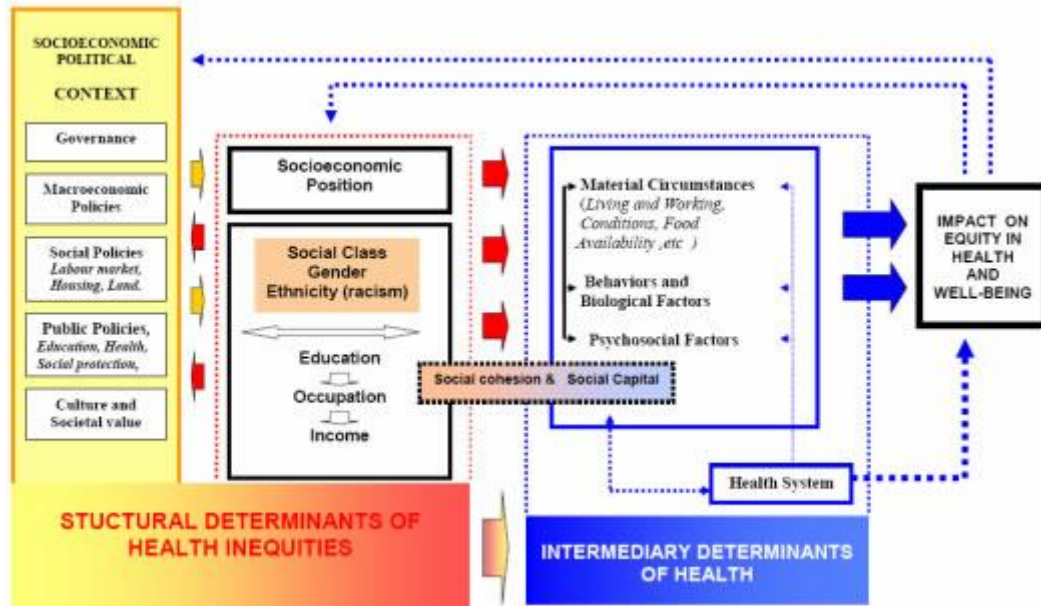 SOCIOECONOMIC
POLITICAL
CONTEXT
Governance
Macroeconomic
Policies
Social Policies
Labour market,
Housing, Land.
Public Policies,
Education, Health,
Social protection,
Culture and
Societal value
Socioeconomic
Position
Social Class
Gender
Ethnicity (racism)
Education
Occupation
Income
Social cohesion & Social Capital
Material Circumstances
(Living and Working,
Conditions, Food
Availability ,etc )
Behaviors and
Biological Factors
Psychosocial Factors
Health System
IMPACT ON
EQUITY IN
HEALTH
AND
WELL-BEING
STUCTURAL DETERMINANTS OF
HEALTH INEQUITIES
INTERMEDIARY DETERMINANTS
OF HEALTH